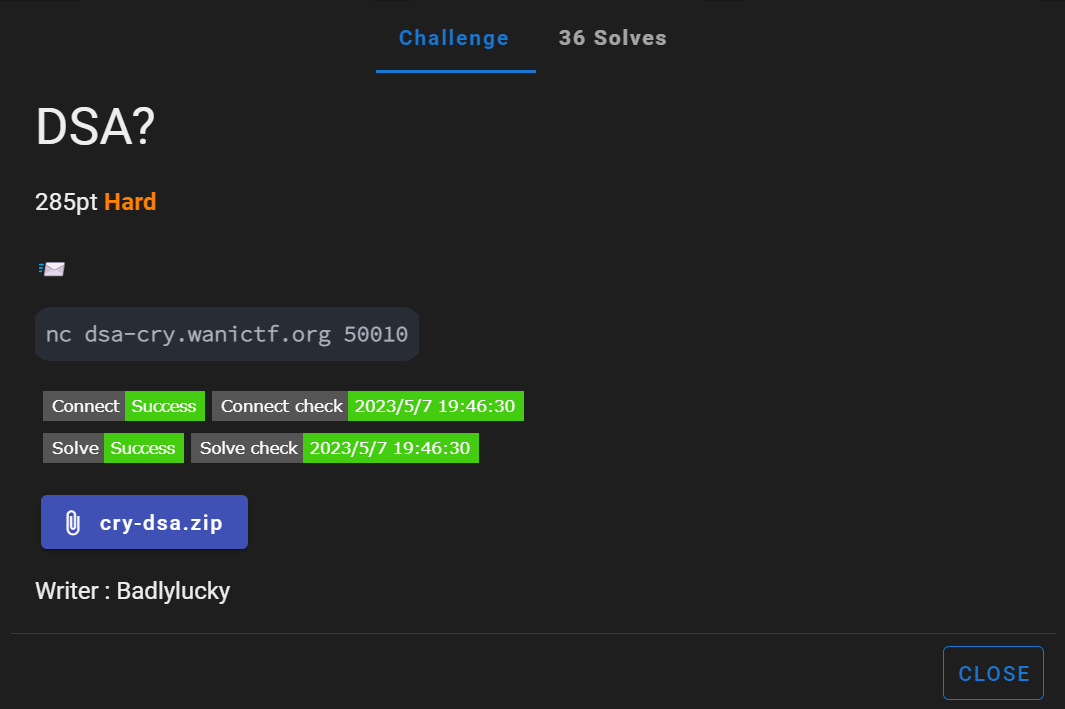 Challenge 36 Solves
DSA?
285pt Hard
nc dsa-cry.wanictf.org 50010
Connect Success Connect check 2023/5/7 19:46:30
Solve Success Solve check 2023/5/7 19:46:30
cry-dsa.zip
Writer : Badlylucky
CLOSE